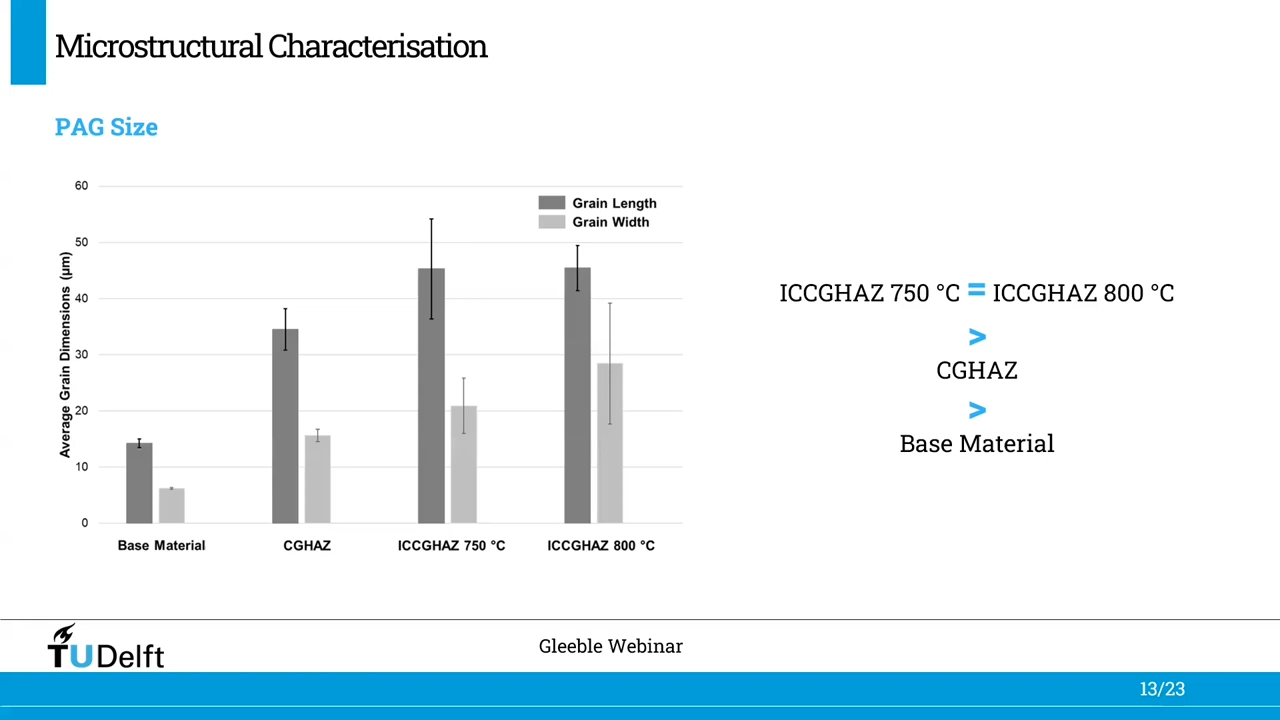 Microstructural Characterisation
PAG Size
60
50
40
30
20
10
0
Average Grain Dimensions (μm)
Grain Length
Grain Width
Base Material
CGHAZ
ICCGHAZ 750 °C
ICCGHAZ 800 °C
ICCGHAZ 750 °C = ICCGHAZ 800 °C
>
CGHAZ
>
Base Material
TUDelft
Gleeble Webinar
13/23